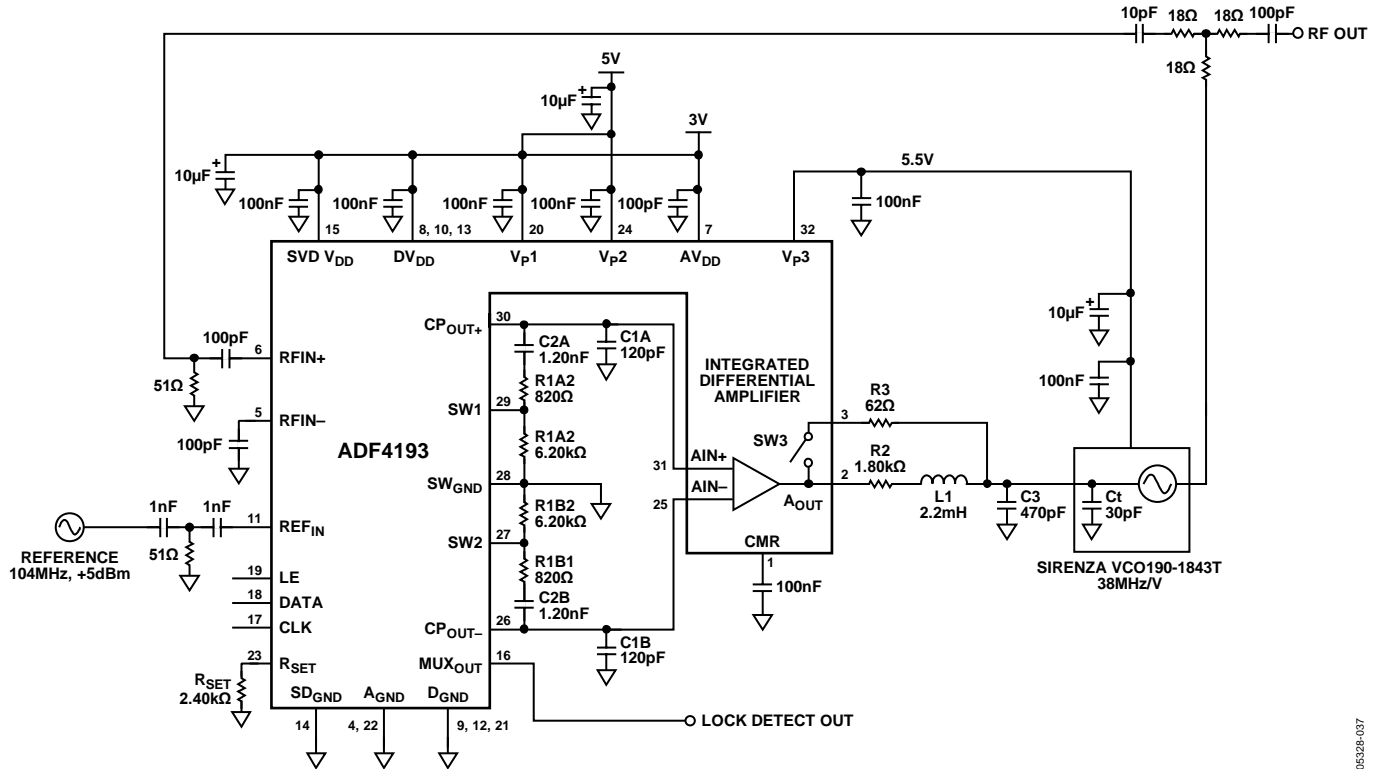 10pF 18Ω 18Ω 100pF
RF OUT
18Ω
5V
10µF +
3V
10µF +
5.5V
100nF 100nF 100nF 100nF 100pF 100nF
15 8, 10, 13 20 24 7 32
SVD VDD DVDD VP1 VP2 AVDD VP3
10µF +
100nF
100pF
6 RFIN+
51Ω
5 RFIN–
100pF
ADF4193
1nF 1nF 11 REFIN
51Ω
REFERENCE
104MHz, +5dBm
19 LE
18 DATA
17 CLK
23 RSET
RSET
2.40kΩ
SDGND AGND DGND
14 4, 22 9, 12, 21
CPOUT+ 30
C2A
1.20nF
C1A
120pF
R1A2
820Ω
SW1 29
R1A2
6.20kΩ
SWGND 28
R1B2
6.20kΩ
SW2 27
R1B1
820Ω
C2B
1.20nF
CPOUT– 26
C1B
120pF
MUXOUT 16
LOCK DETECT OUT
INTEGRATED
DIFFERENTIAL
AMPLIFIER
SW3
31 AIN+
25 AIN–
AOUT
CMR
1
100nF
3
R3
62Ω
2
R2
1.80kΩ
L1
2.2mH
C3
470pF
Ct
30pF
SIRENZA VCO190-1843T
38MHz/V
05328-037